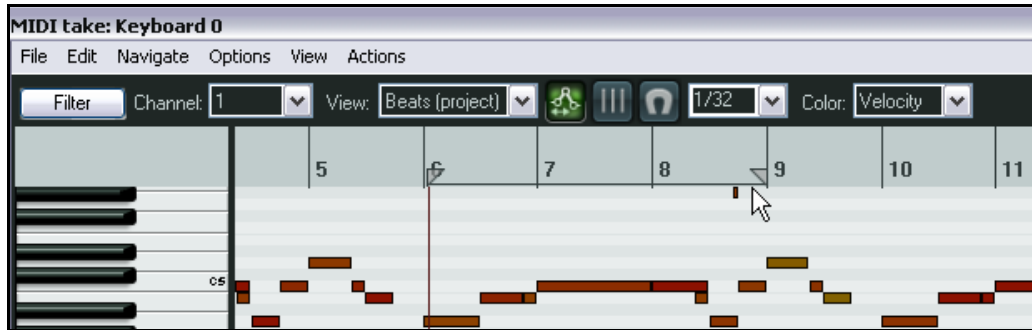 MIDI take: Keyboard 0
File Edit Navigate Options View Actions
Filter Channel: 1 View: Beats (project) 1/32 Color: Velocity
5 6 7 8 9 10 11
C5